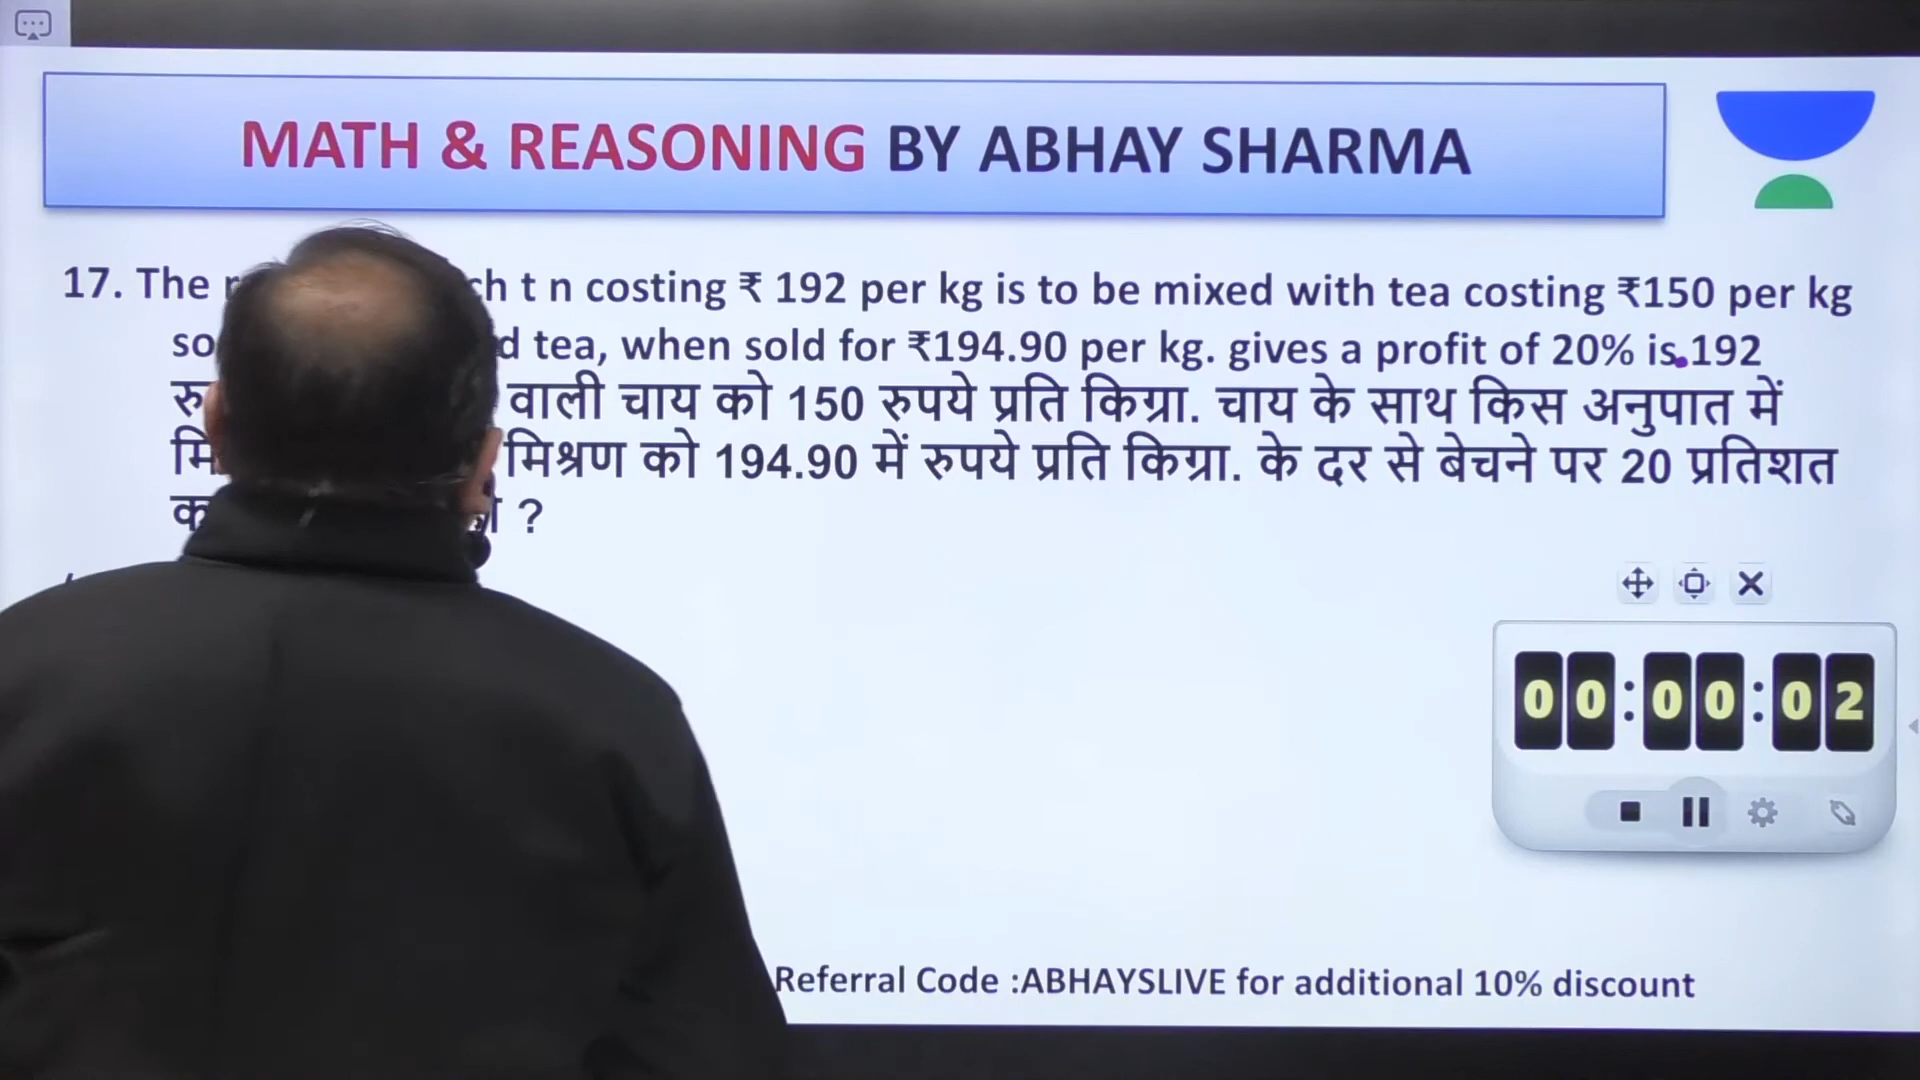 MATH & REASONING BY ABHAY SHARMA
17. The ch t n costing ₹ 192 per kg is to be mixed with tea costing ₹150 per kg
so tea, when sold for ₹194.90 per kg. gives a profit of 20% is.192
वाली चाय को 150 रुपये प्रति किग्रा. चाय के साथ किस अनुपात में
मिश्रण को 194.90 में रुपये प्रति किग्रा. के दर से बेचने पर 20 प्रतिशत
?
00:00:02
Referral Code :ABHAYSLIVE for additional 10% discount